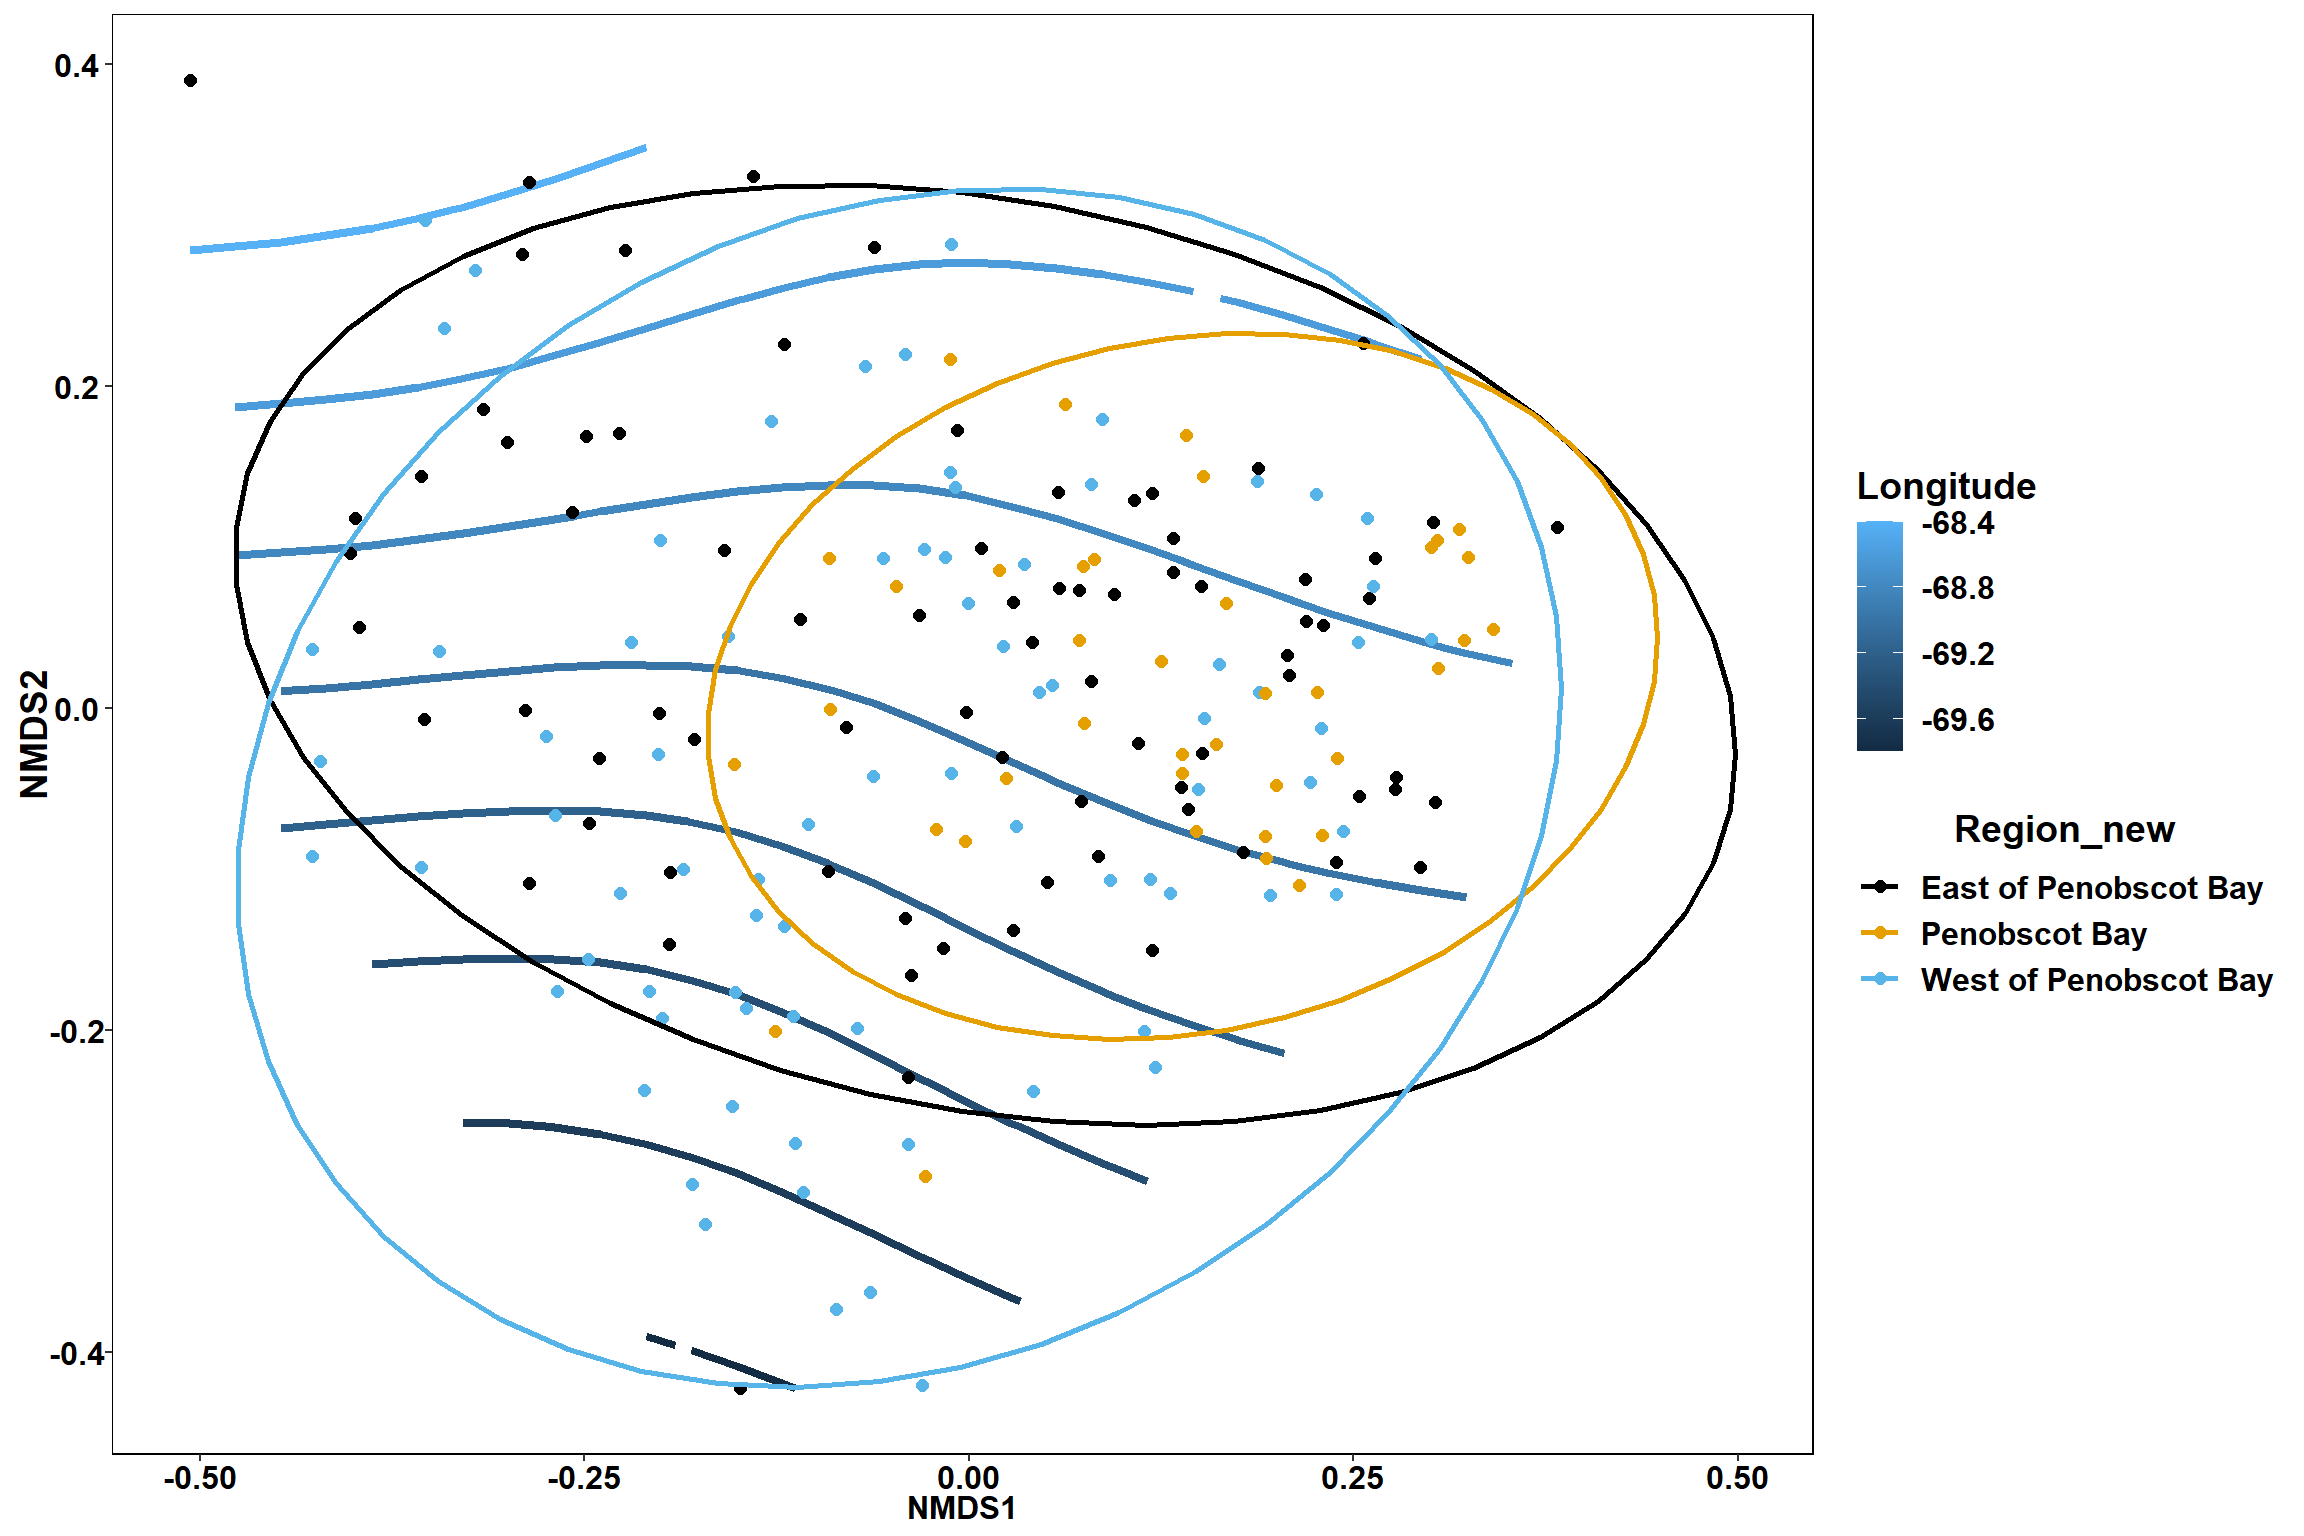 0.4
0.2
0.0
-0.2
-0.4
NMDS2
-0.50
-0.25
0.00
0.25
0.50
NMDS1
Longitude
-68.4
-68.8
-69.2
-69.6
Region_new
East of Penobscot Bay
Penobscot Bay
West of Penobscot Bay